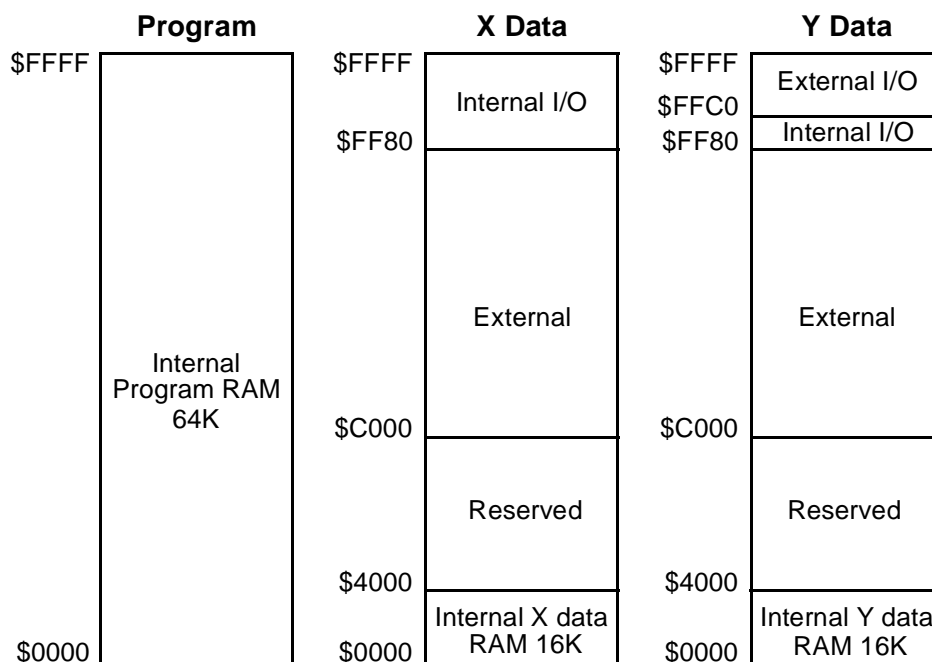 Program
$FFFF
Internal
Program RAM
64K
$0000
X Data
$FFFF
Internal I/O
$FF80
External
$C000
Reserved
$4000
Internal X data
RAM 16K
$0000
Y Data
$FFFF
External I/O
$FFC0
Internal I/O
$FF80
External
$C000
Reserved
$4000
Internal Y data
RAM 16K
$0000